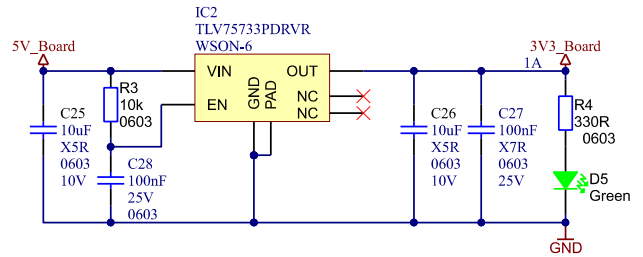 IC2
TLV75733PDRVR
WSON-6
5V_Board
3V3_Board
1A
VIN
OUT
EN
GND
PAD
NC
NC
R3
10k
0603
C25
10uF
X5R
0603
10V
C28
100nF
25V
0603
C26
10uF
X5R
0603
10V
C27
100nF
X7R
0603
25V
R4
330R
0603
D5
Green
GND